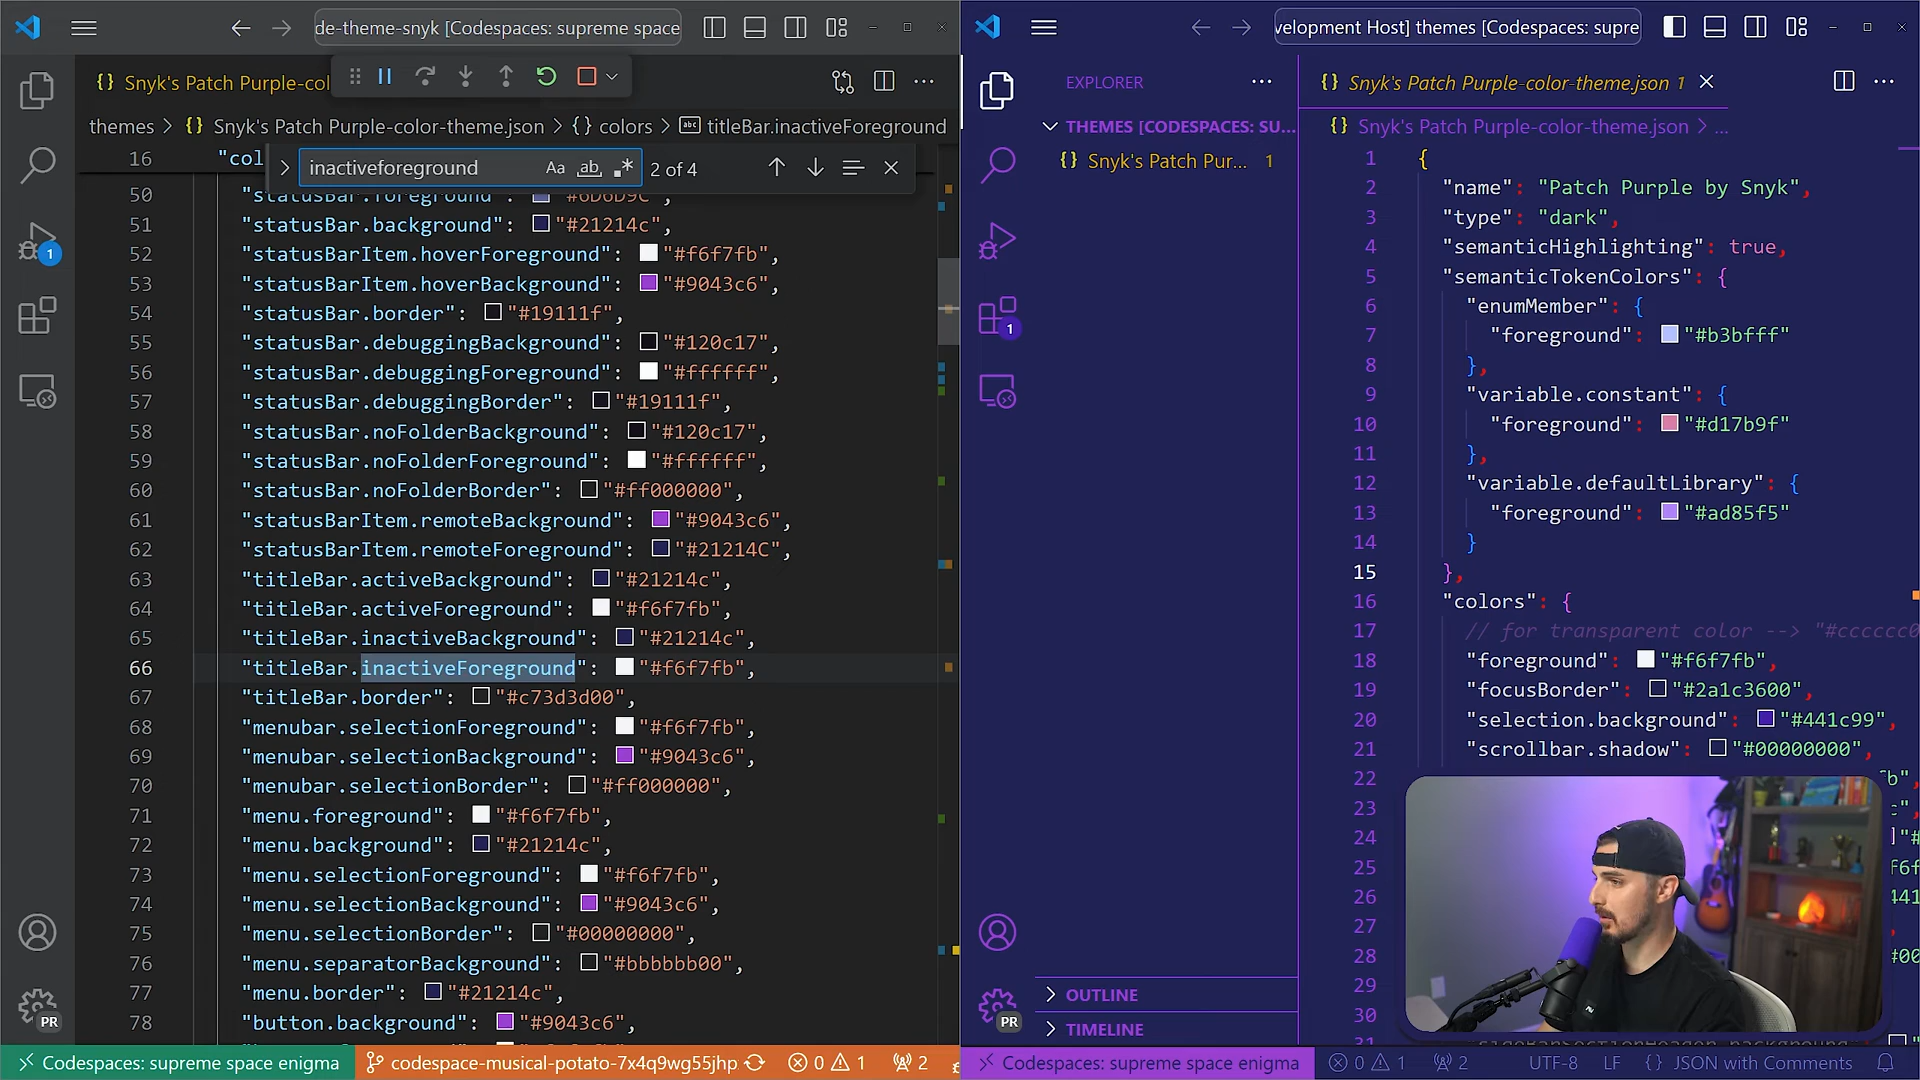 de-theme-snyk [Codespaces: supreme space
Snyk's Patch Purple-col
themes > {} Snyk's Patch Purple-color-theme.json > {} colors > abc titleBar.inactiveForeground
16 "col
inactiveforeground Aa ab .* 2 of 4
50 "statusBar.foreground": "#6D6D9C",
51 "statusBar.background": "#21214c",
52 "statusBarItem.hoverForeground": "#f6f7fb",
53 "statusBarItem.hoverBackground": "#9043c6",
54 "statusBar.border": "#19111f",
55 "statusBar.debuggingBackground": "#120c17",
56 "statusBar.debuggingForeground": "#ffffff",
57 "statusBar.debuggingBorder": "#19111f",
58 "statusBar.noFolderBackground": "#120c17",
59 "statusBar.noFolderForeground": "#ffffff",
60 "statusBar.noFolderBorder": "#ff000000",
61 "statusBarItem.remoteBackground": "#9043c6",
62 "statusBarItem.remoteForeground": "#21214C",
63 "titleBar.activeBackground": "#21214c",
64 "titleBar.activeForeground": "#f6f7fb",
65 "titleBar.inactiveBackground": "#21214c",
66 "titleBar.inactiveForeground": "#f6f7fb",
67 "titleBar.border": "#c73d3d00",
68 "menubar.selectionForeground": "#f6f7fb",
69 "menubar.selectionBackground": "#9043c6",
70 "menubar.selectionBorder": "#ff000000",
71 "menu.foreground": "#f6f7fb",
72 "menu.background": "#21214c",
73 "menu.selectionForeground": "#f6f7fb",
74 "menu.selectionBackground": "#9043c6",
75 "menu.selectionBorder": "#00000000",
76 "menu.separatorBackground": "#bbbbbb00",
77 "menu.border": "#21214c",
78 "button.background": "#9043c6",
1
PR
Codespaces: supreme space enigma codespace-musical-potato-7x4q9wg55jhp 0 1 2
velopment Host] themes [Codespaces: supre
EXPLORER ···
THEMES [CODESPACES: SU...
{} Snyk's Patch Pur... 1
1
OUTLINE
TIMELINE
PR
{} Snyk's Patch Purple-color-theme.json 1
{} Snyk's Patch Purple-color-theme.json > ...
1 {
2 "name": "Patch Purple by Snyk",
3 "type": "dark",
4 "semanticHighlighting": true,
5 "semanticTokenColors": {
6 "enumMember": {
7 "foreground": "#b3bfff"
8 },
9 "variable.constant": {
10 "foreground": "#d17b9f"
11 },
12 "variable.defaultLibrary": {
13 "foreground": "#ad85f5"
14 }
15 },
16 "colors": {
17 // for transparent color --> "#cccccc0
18 "foreground": "#f6f7fb",
19 "focusBorder": "#2a1c3600",
20 "selection.background": "#441c99",
21 "scrollbar.shadow": "#00000000",
22
23
24
25
26
27
28
29
30
Codespaces: supreme space enigma 0 1 2 UTF-8 LF {} JSON with Comments